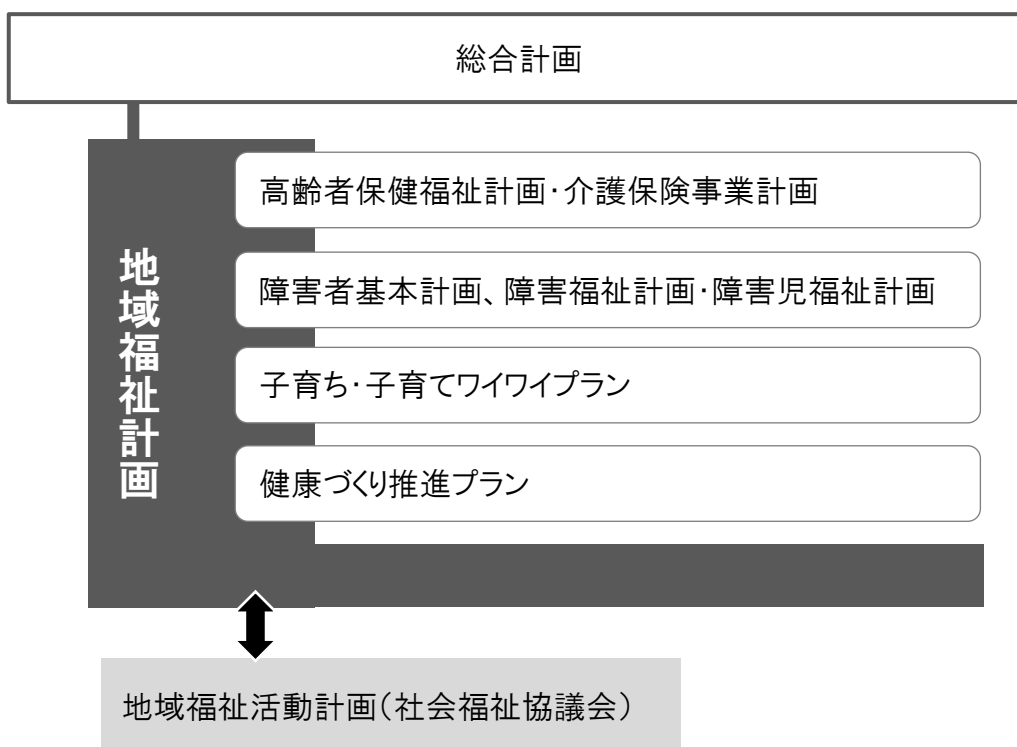 総合計画
地域福祉計画
高齢者保健福祉計画・介護保険事業計画
障害者基本計画、障害福祉計画・障害児福祉計画
子育ち・子育てワイワイプラン
健康づくり推進プラン
地域福祉活動計画（社会福祉協議会）